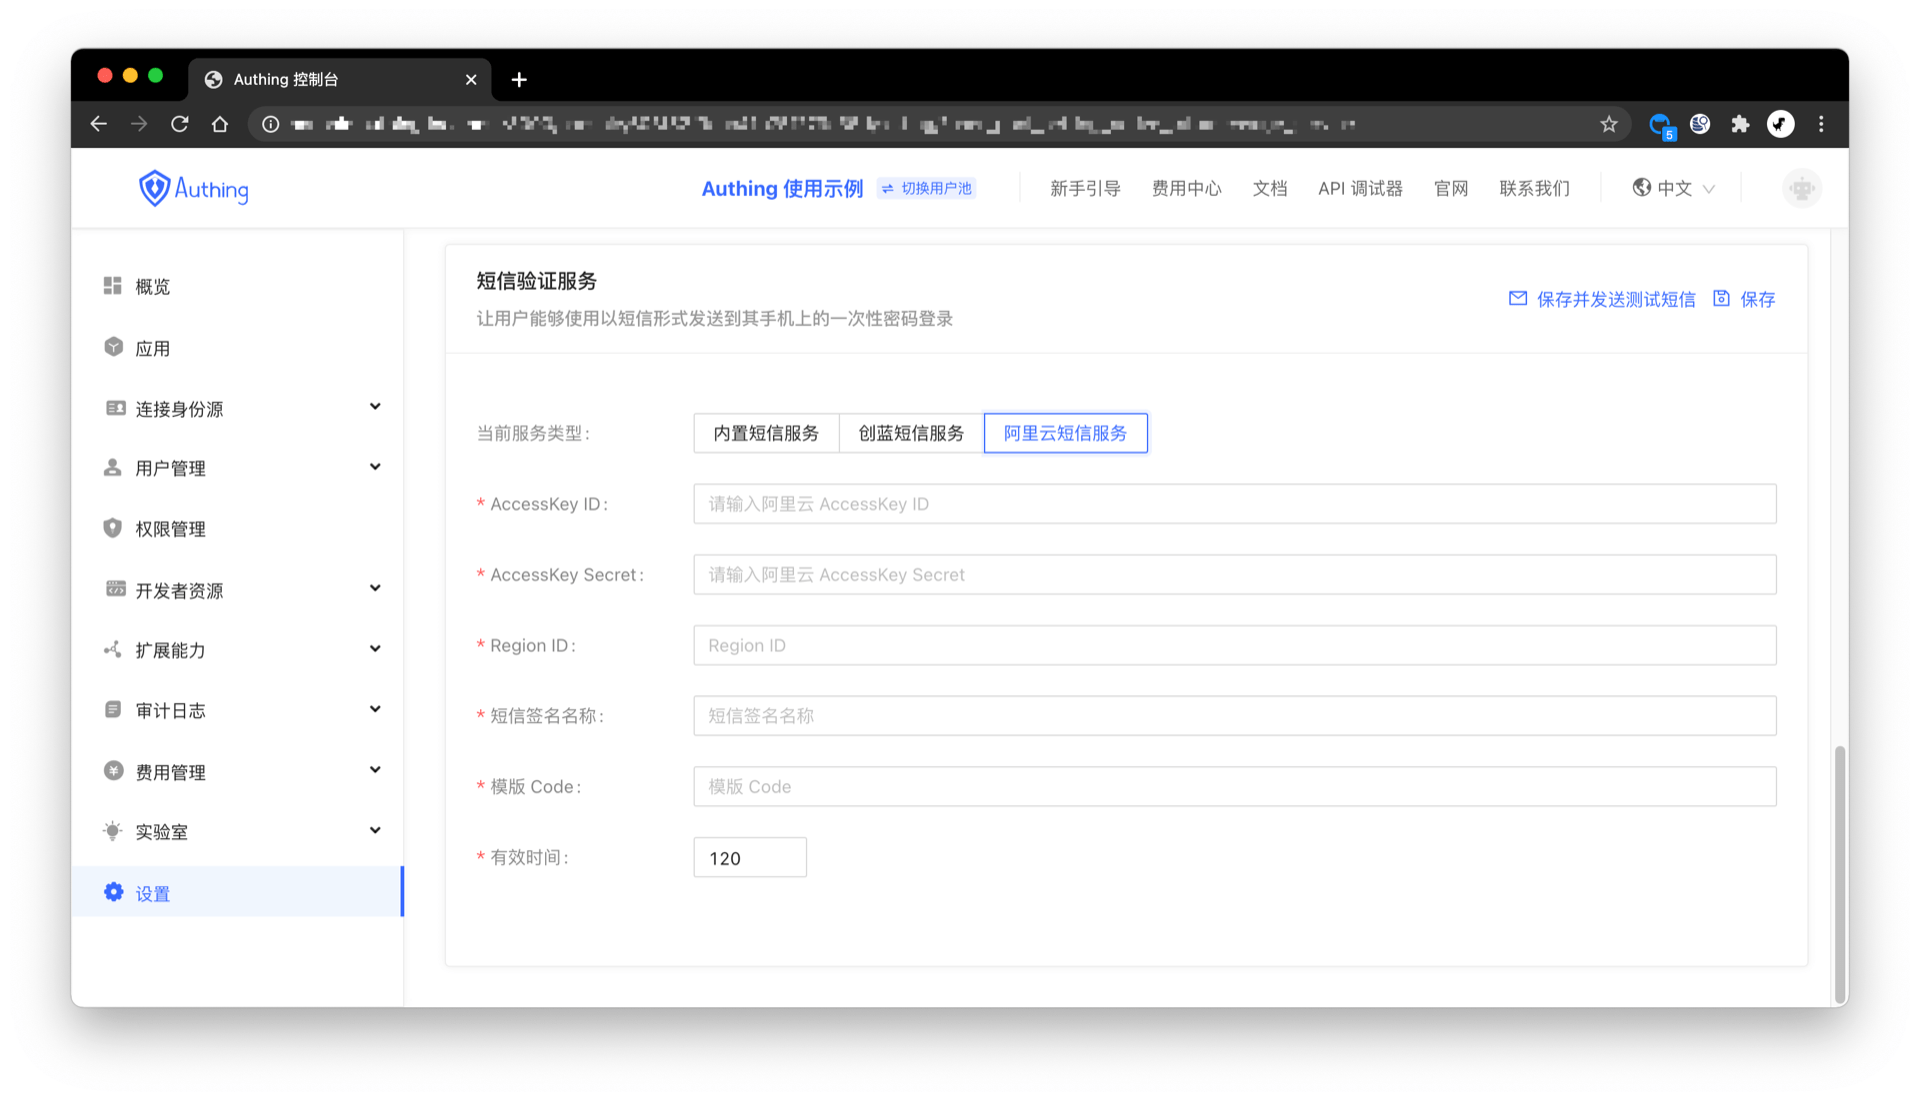 Authing 控制台
5
Authing
Authing 使用示例
切换用户池
新手引导
费用中心
文档
API 调试器
官网
联系我们
中文
概览
应用
连接身份源
用户管理
权限管理
开发者资源
扩展能力
审计日志
费用管理
实验室
设置
短信验证服务
让用户能够使用以短信形式发送到其手机上的一次性密码登录
保存并发送测试短信
保存
当前服务类型:
内置短信服务
创蓝短信服务
阿里云短信服务
* AccessKey ID:
请输入阿里云 AccessKey ID
* AccessKey Secret:
请输入阿里云 AccessKey Secret
* Region ID:
Region ID
* 短信签名名称:
短信签名名称
* 模版 Code:
模版 Code
* 有效时间:
120